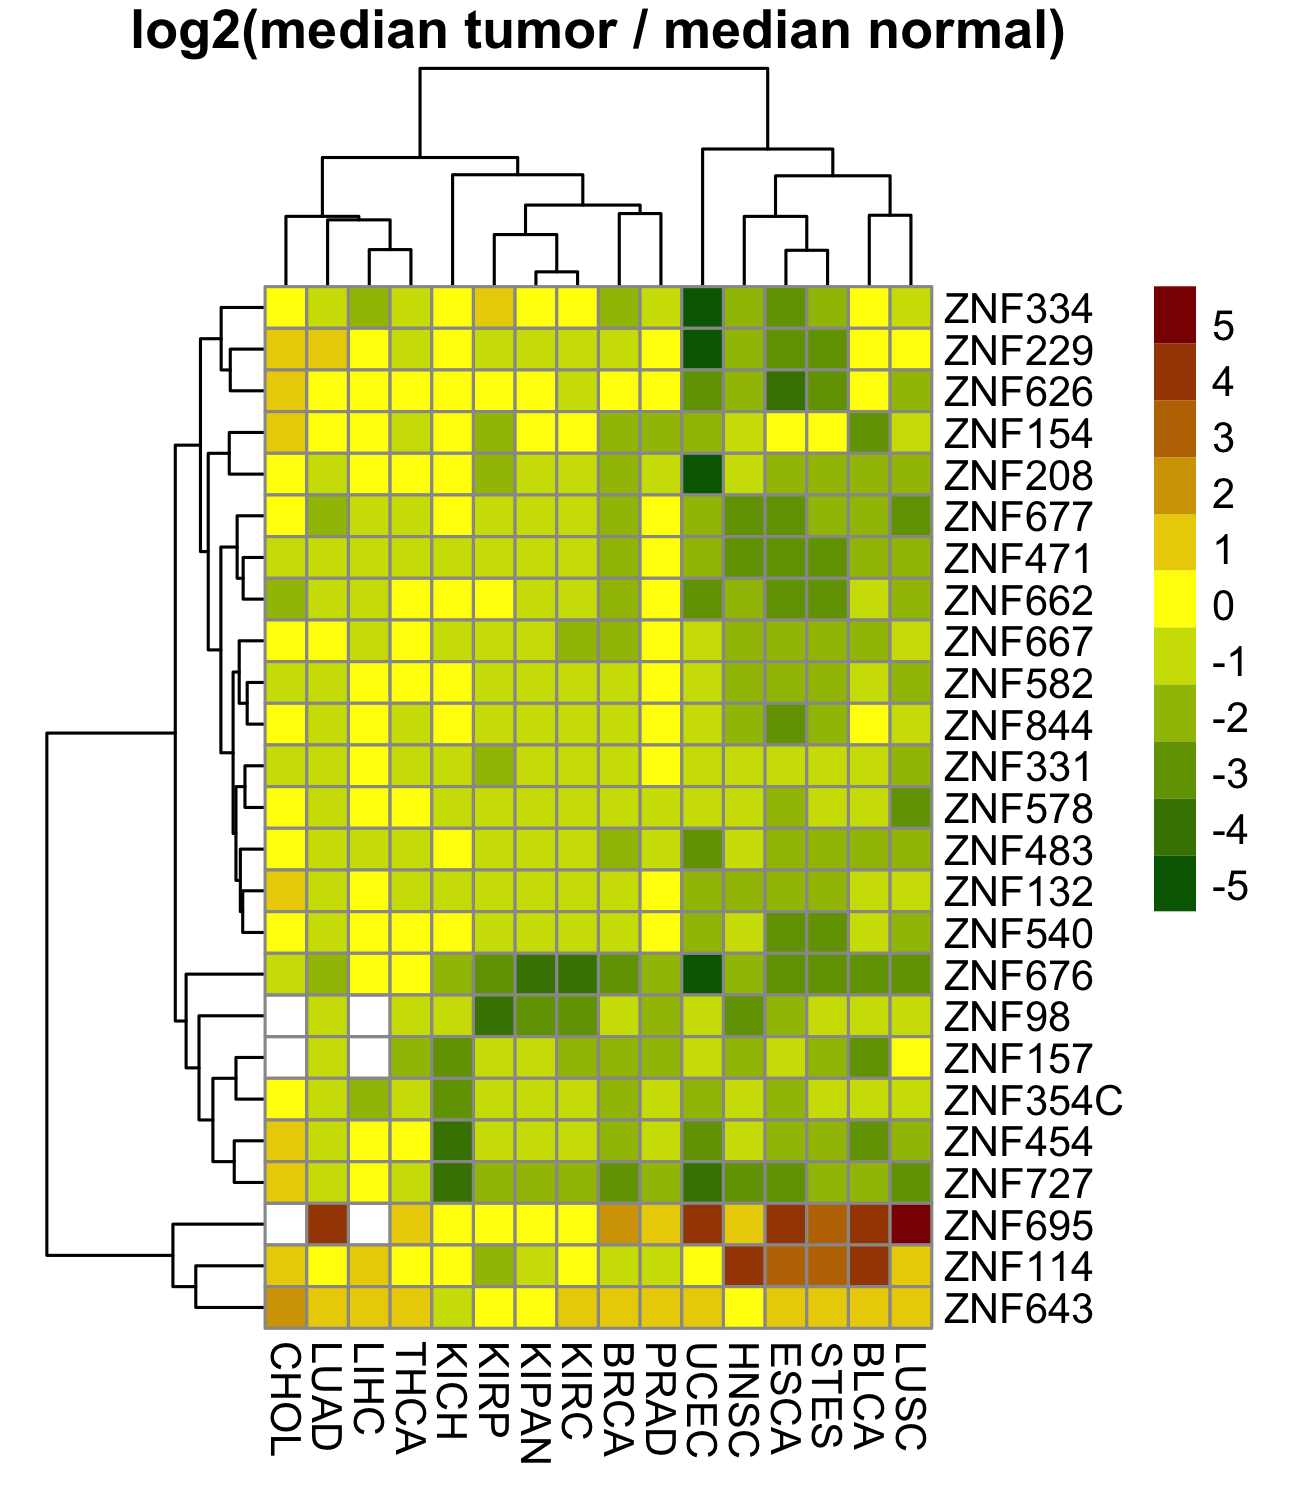 log2(median tumor / median normal)
ZNF334
ZNF229
ZNF626
ZNF154
ZNF208
ZNF677
ZNF471
ZNF662
ZNF667
ZNF582
ZNF844
ZNF331
ZNF578
ZNF483
ZNF132
ZNF540
ZNF676
ZNF98
ZNF157
ZNF354C
ZNF454
ZNF727
ZNF695
ZNF114
ZNF643
5
4
3
2
1
0
-1
-2
-3
-4
-5
CHOL
LUAD
LIHC
THCA
KICH
KIRP
KIPAN
KIRC
BRCA
PRAD
UCEC
HNSC
ESCA
STES
BLCA
LUSC